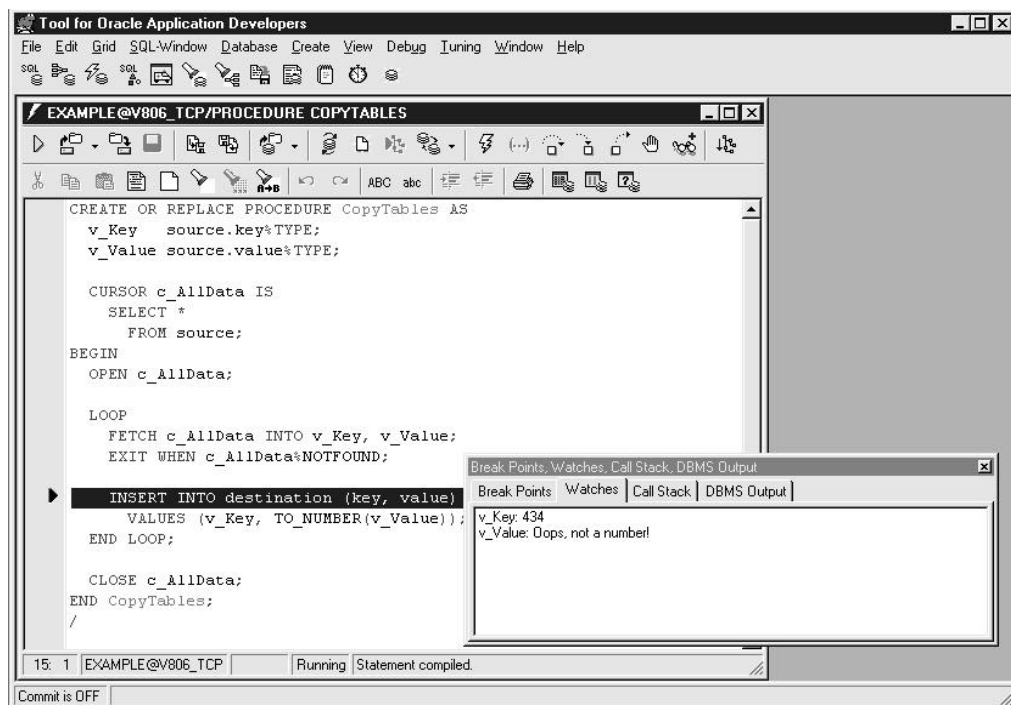 Tool for Oracle Application Developers
File Edit Grid SQL-Window Database Create View Debug Tuning Window Help
SQL SQL
EXAMPLE@V806_TCP/PROCEDURE COPYTABLES
A→B ABC abc
CREATE OR REPLACE PROCEDURE CopyTables AS
v_Key source.key%TYPE;
v_Value source.value%TYPE;
CURSOR c_AllData IS
SELECT *
FROM source;
BEGIN
OPEN c_AllData;
LOOP
FETCH c_AllData INTO v_Key, v_Value;
EXIT WHEN c_AllData%NOTFOUND;
INSERT INTO destination (key, value)
VALUES (v_Key, TO_NUMBER(v_Value));
END LOOP;
CLOSE c_AllData;
END CopyTables;
/
Break Points, Watches, Call Stack, DBMS Output
Break Points Watches Call Stack DBMS Output
v_Key: 434
v_Value: Oops, not a number!
15: 1 EXAMPLE@V806_TCP Running Statement compiled.
Commit is OFF